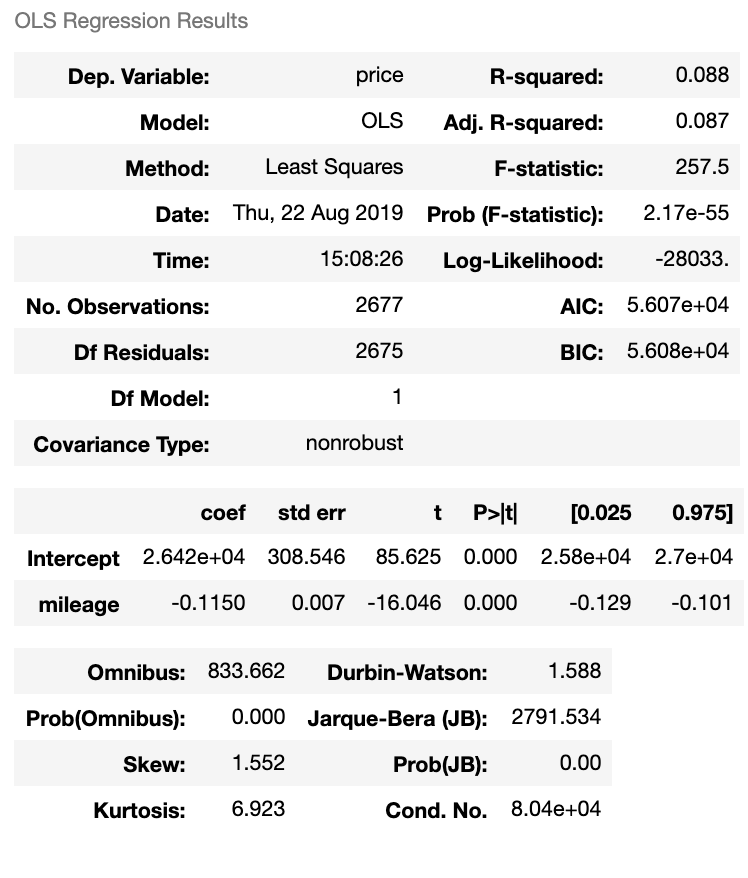 OLS Regression Results
Dep. Variable: price R-squared: 0.088
Model: OLS Adj. R-squared: 0.087
Method: Least Squares F-statistic: 257.5
Date: Thu, 22 Aug 2019 Prob (F-statistic): 2.17e-55
Time: 15:08:26 Log-Likelihood: -28033.
No. Observations: 2677 AIC: 5.607e+04
Df Residuals: 2675 BIC: 5.608e+04
Df Model: 1
Covariance Type: nonrobust
coef std err t P>|t| [0.025 0.975]
Intercept 2.642e+04 308.546 85.625 0.000 2.58e+04 2.7e+04
mileage -0.1150 0.007 -16.046 0.000 -0.129 -0.101
Omnibus: 833.662 Durbin-Watson: 1.588
Prob(Omnibus): 0.000 Jarque-Bera (JB): 2791.534
Skew: 1.552 Prob(JB): 0.00
Kurtosis: 6.923 Cond. No. 8.04e+04